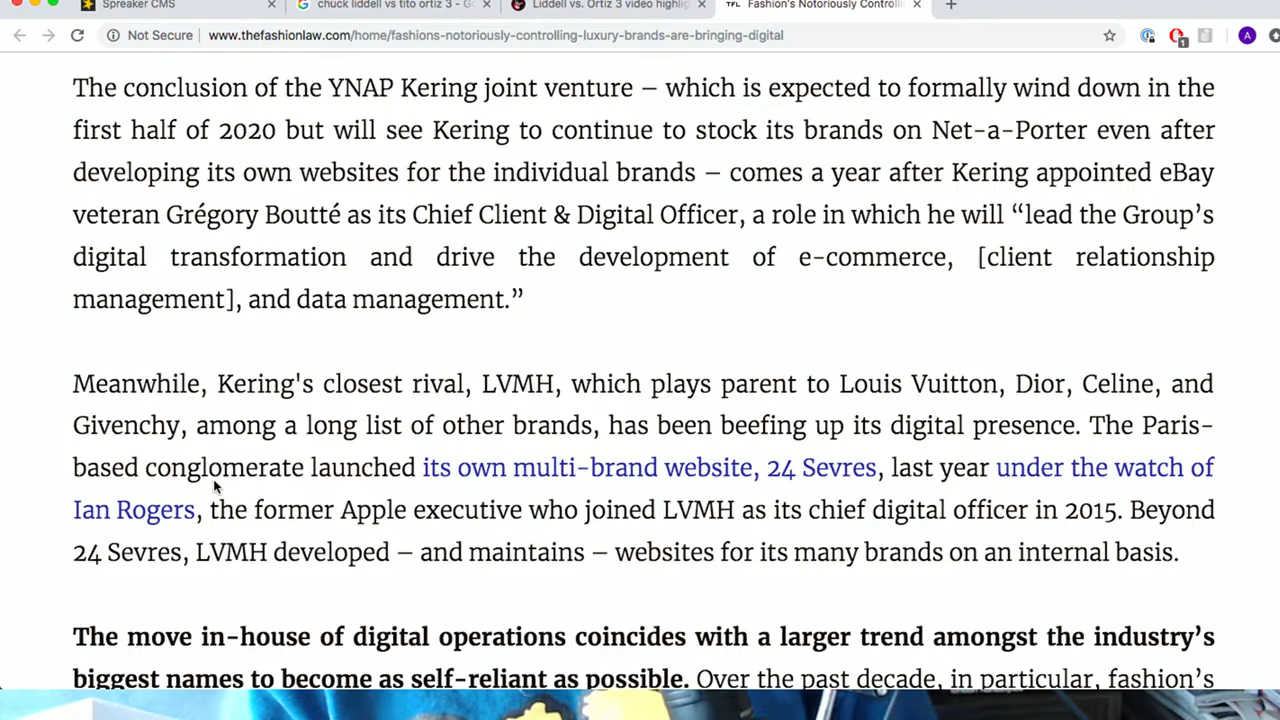 Spreaker CMS
chuck liddell vs tito ortiz 3 - G
Liddell vs. Ortiz 3 video highlig
TFL Fashion's Notoriously Controlli
Not Secure www.thefashionlaw.com/home/fashions-notoriously-controlling-luxury-brands-are-bringing-digital
1
A
The conclusion of the YNAP Kering joint venture – which is expected to formally wind down in the
first half of 2020 but will see Kering to continue to stock its brands on Net-a-Porter even after
developing its own websites for the individual brands – comes a year after Kering appointed eBay
veteran Grégory Boutté as its Chief Client & Digital Officer, a role in which he will “lead the Group’s
digital transformation and drive the development of e-commerce, [client relationship
management], and data management.”
Meanwhile, Kering's closest rival, LVMH, which plays parent to Louis Vuitton, Dior, Celine, and
Givenchy, among a long list of other brands, has been beefing up its digital presence. The Paris-
based conglomerate launched its own multi-brand website, 24 Sevres, last year under the watch of
Ian Rogers, the former Apple executive who joined LVMH as its chief digital officer in 2015. Beyond
24 Sevres, LVMH developed – and maintains – websites for its many brands on an internal basis.
The move in-house of digital operations coincides with a larger trend amongst the industry’s
biggest names to become as self-reliant as possible. Over the past decade, in particular, fashion’s